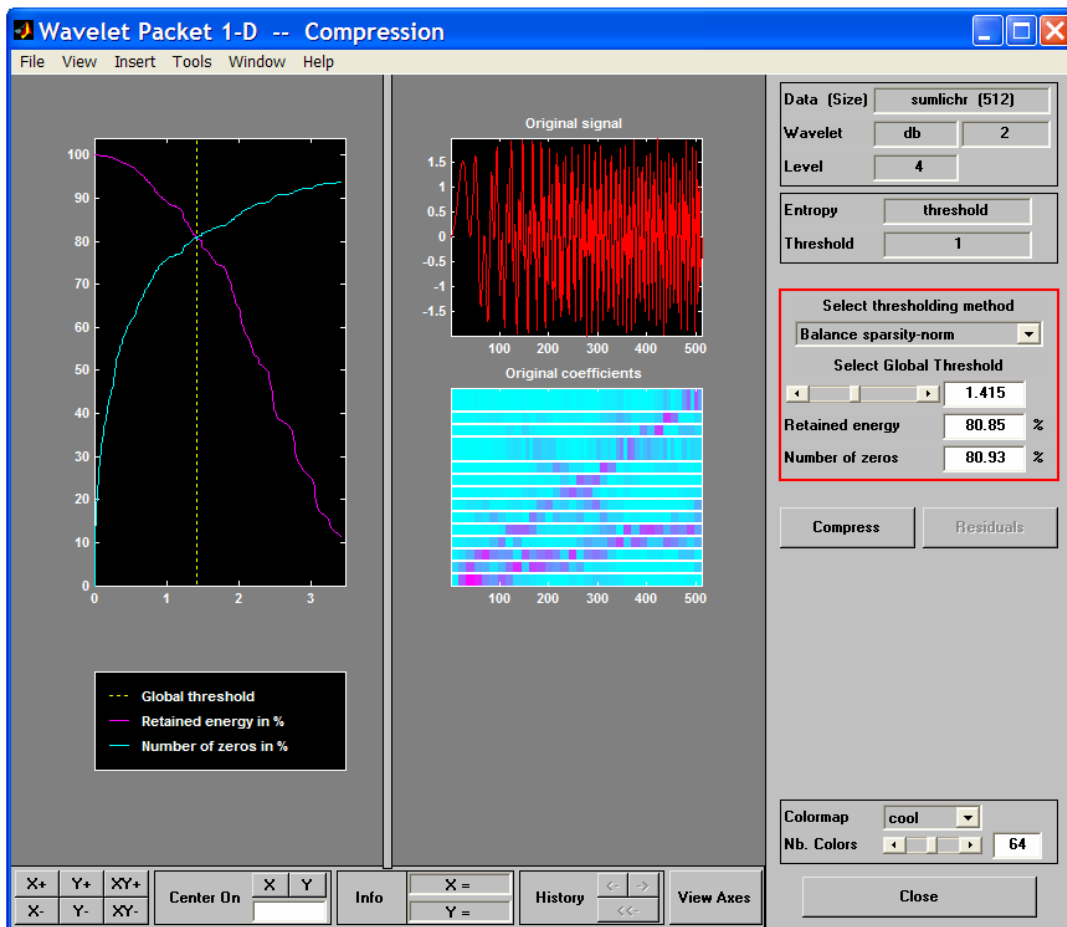 Wavelet Packet 1-D -- Compression
File View Insert Tools Window Help
100
90
80
70
60
50
40
30
20
10
0
0 1 2 3
Global threshold
Retained energy in %
Number of zeros in %
Original signal
1.5
1
0.5
0
-0.5
-1
-1.5
100 200 300 400 500
Original coefficients
100 200 300 400 500
Data (Size) sumlichr (512)
Wavelet db 2
Level 4
Entropy threshold
Threshold 1
Select thresholding method
Balance sparsity-norm
Select Global Threshold
1.415
Retained energy 80.85 %
Number of zeros 80.93 %
Compress Residuals
Colormap cool
Nb. Colors 64
Close
X+ Y+ XY+
X- Y- XY-
Center On X Y
Info X =
Y =
History <- ->
<<-
View Axes